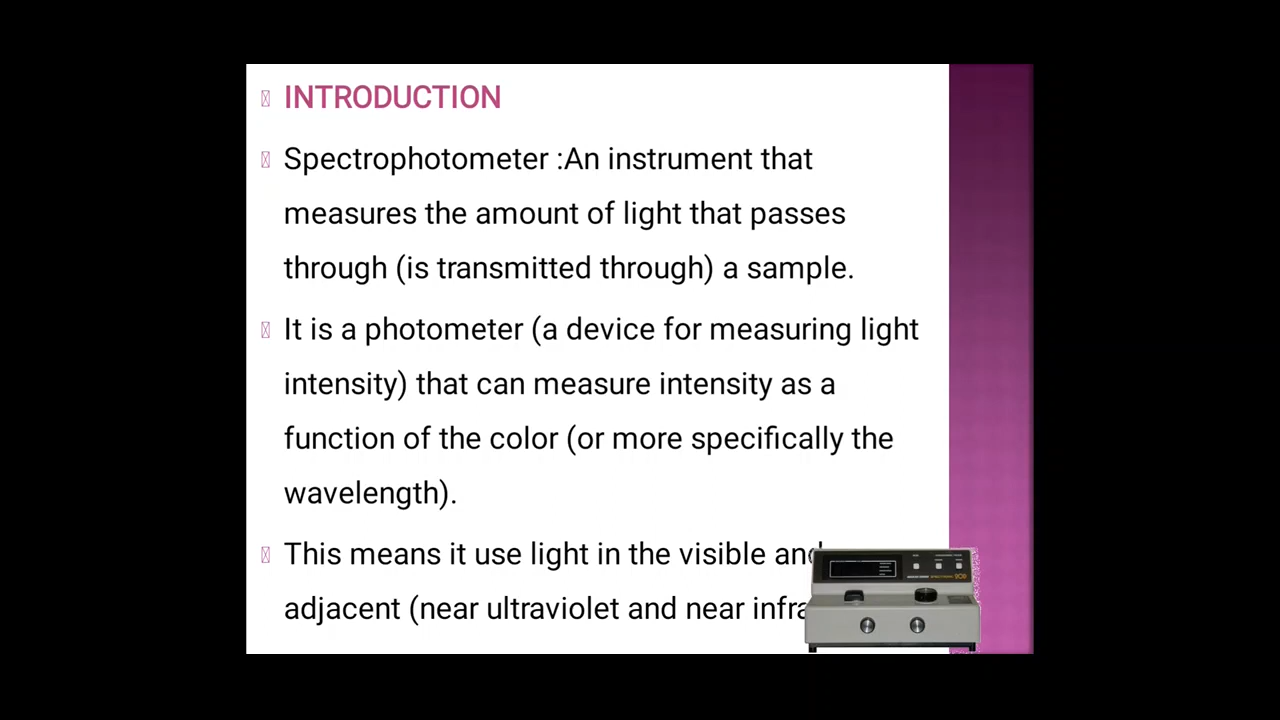 INTRODUCTION
Spectrophotometer :An instrument that
measures the amount of light that passes
through (is transmitted through) a sample.
It is a photometer (a device for measuring light
intensity) that can measure intensity as a
function of the color (or more specifically the
wavelength).
This means it use light in the visible and
adjacent (near ultraviolet and near